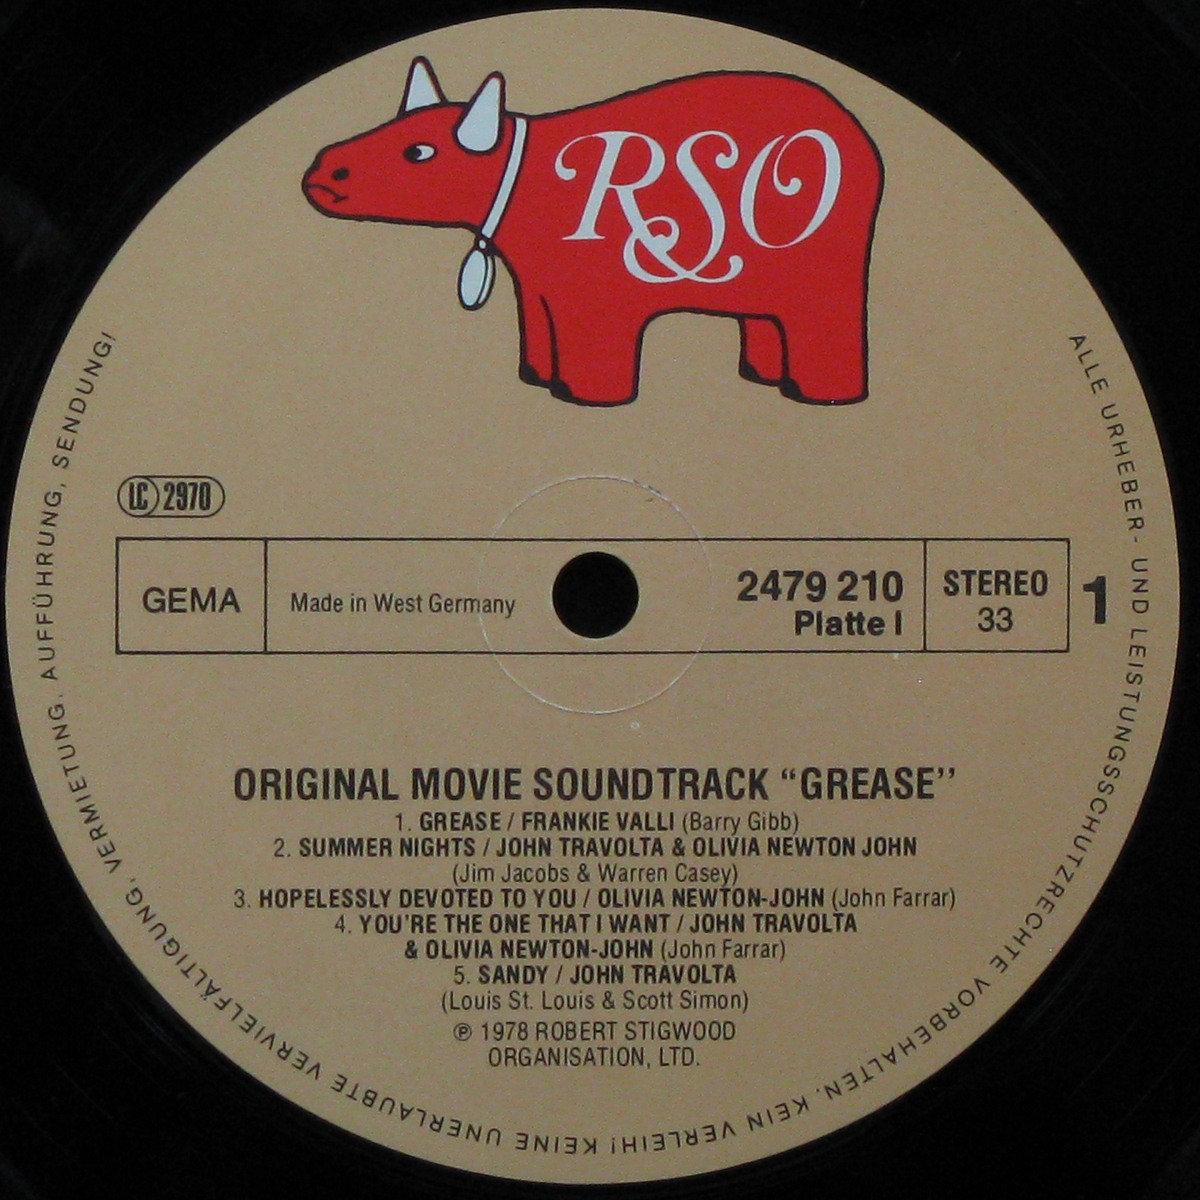 RSO
LC 2970
GEMA
Made in West Germany
2479 210
Platte I
STEREO
33
1
ORIGINAL MOVIE SOUNDTRACK “GREASE’’
1. GREASE / FRANKIE VALLI (Barry Gibb)
2. SUMMER NIGHTS / JOHN TRAVOLTA & OLIVIA NEWTON JOHN
(Jim Jacobs & Warren Casey)
3. HOPELESSLY DEVOTED TO YOU / OLIVIA NEWTON-JOHN (John Farrar)
4. YOU'RE THE ONE THAT I WANT / JOHN TRAVOLTA
& OLIVIA NEWTON-JOHN (John Farrar)
5. SANDY / JOHN TRAVOLTA
(Louis St. Louis & Scott Simon)
℗ 1978 ROBERT STIGWOOD
ORGANISATION, LTD.
ALLE URHEBER- UND LEISTUNGSSCHUTZRECHTE VORBEHALTEN. KEIN VERLEIH! KEINE UNERLAUBTE VERVIELFÄLTIGUNG, VERMIETUNG, AUFFÜHRUNG, SENDUNG!